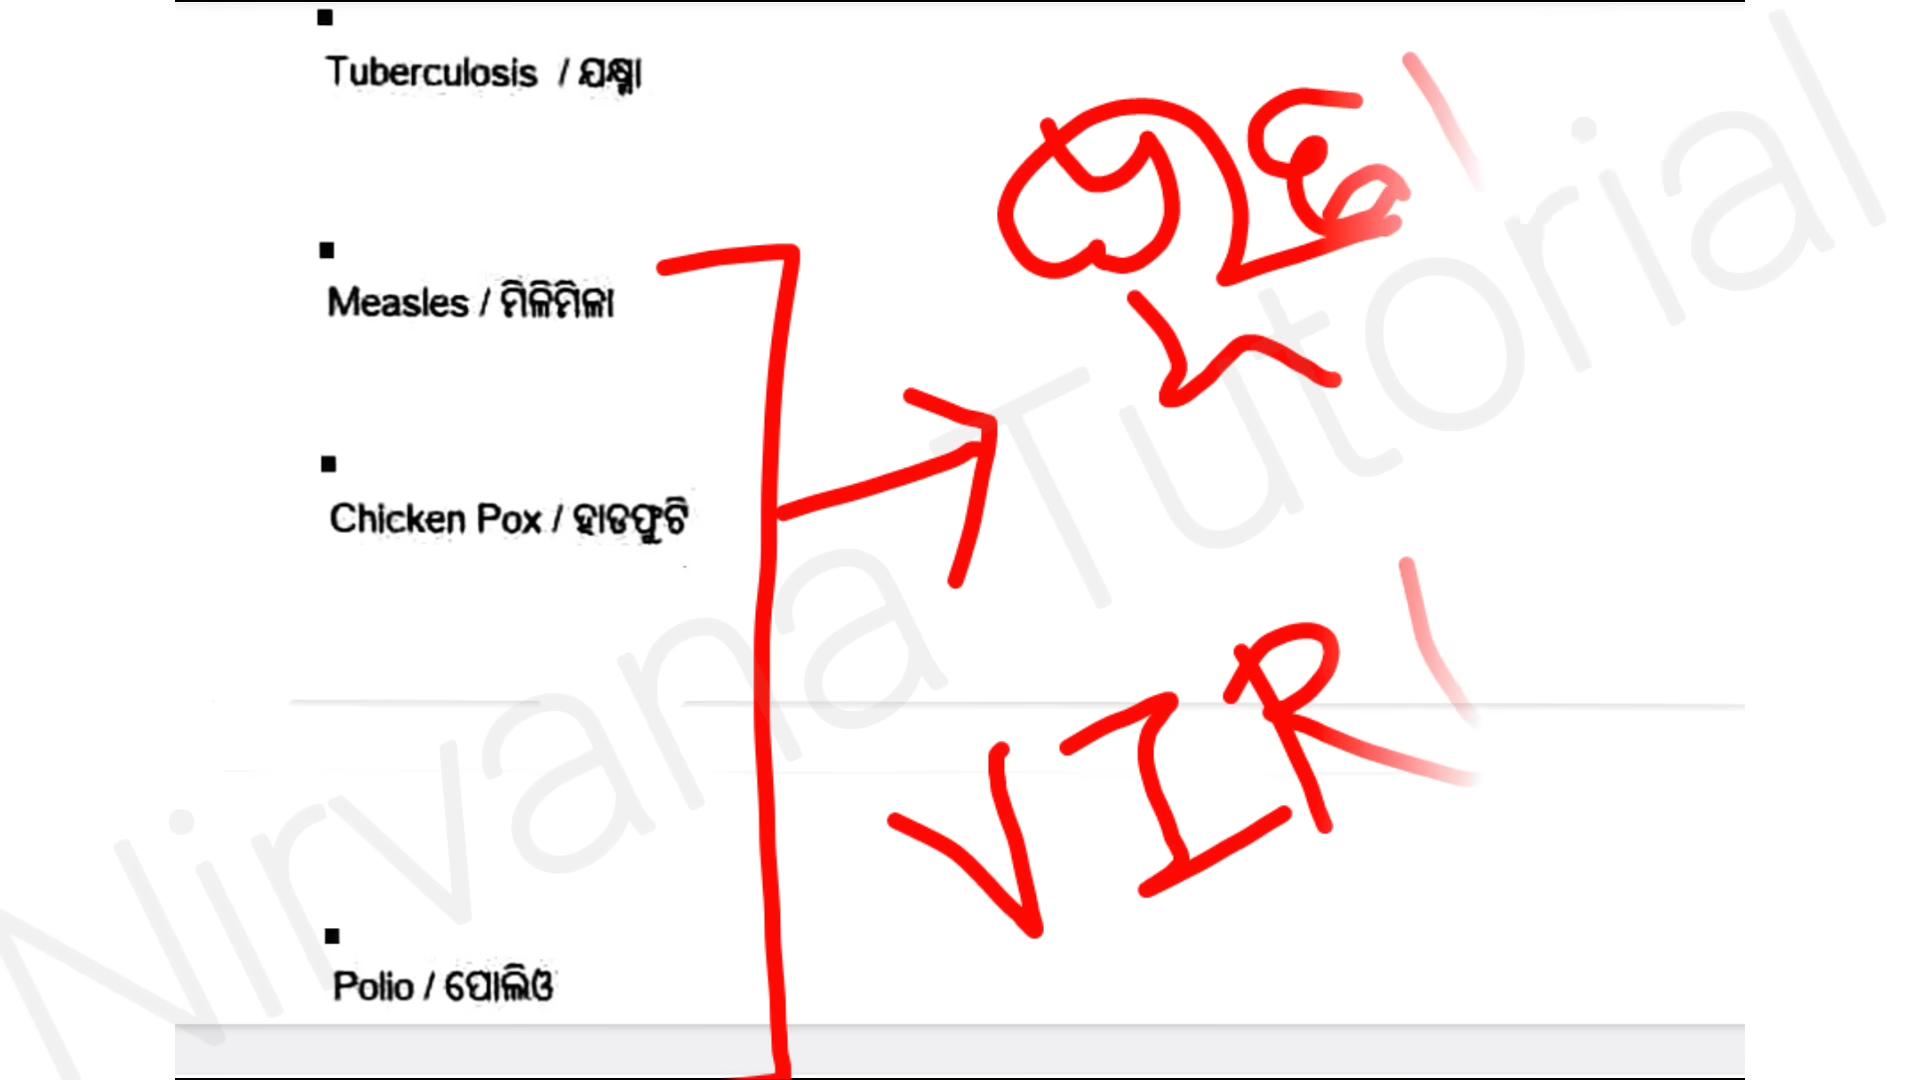 Tuberculosis / ଯକ୍ଷ୍ମା
Measles / ମିଳିମିଳା
Chicken Pox / ହାଡଫୁଟି
VIR
Polio / ପୋଲିଓ
Nirvana Tutorial